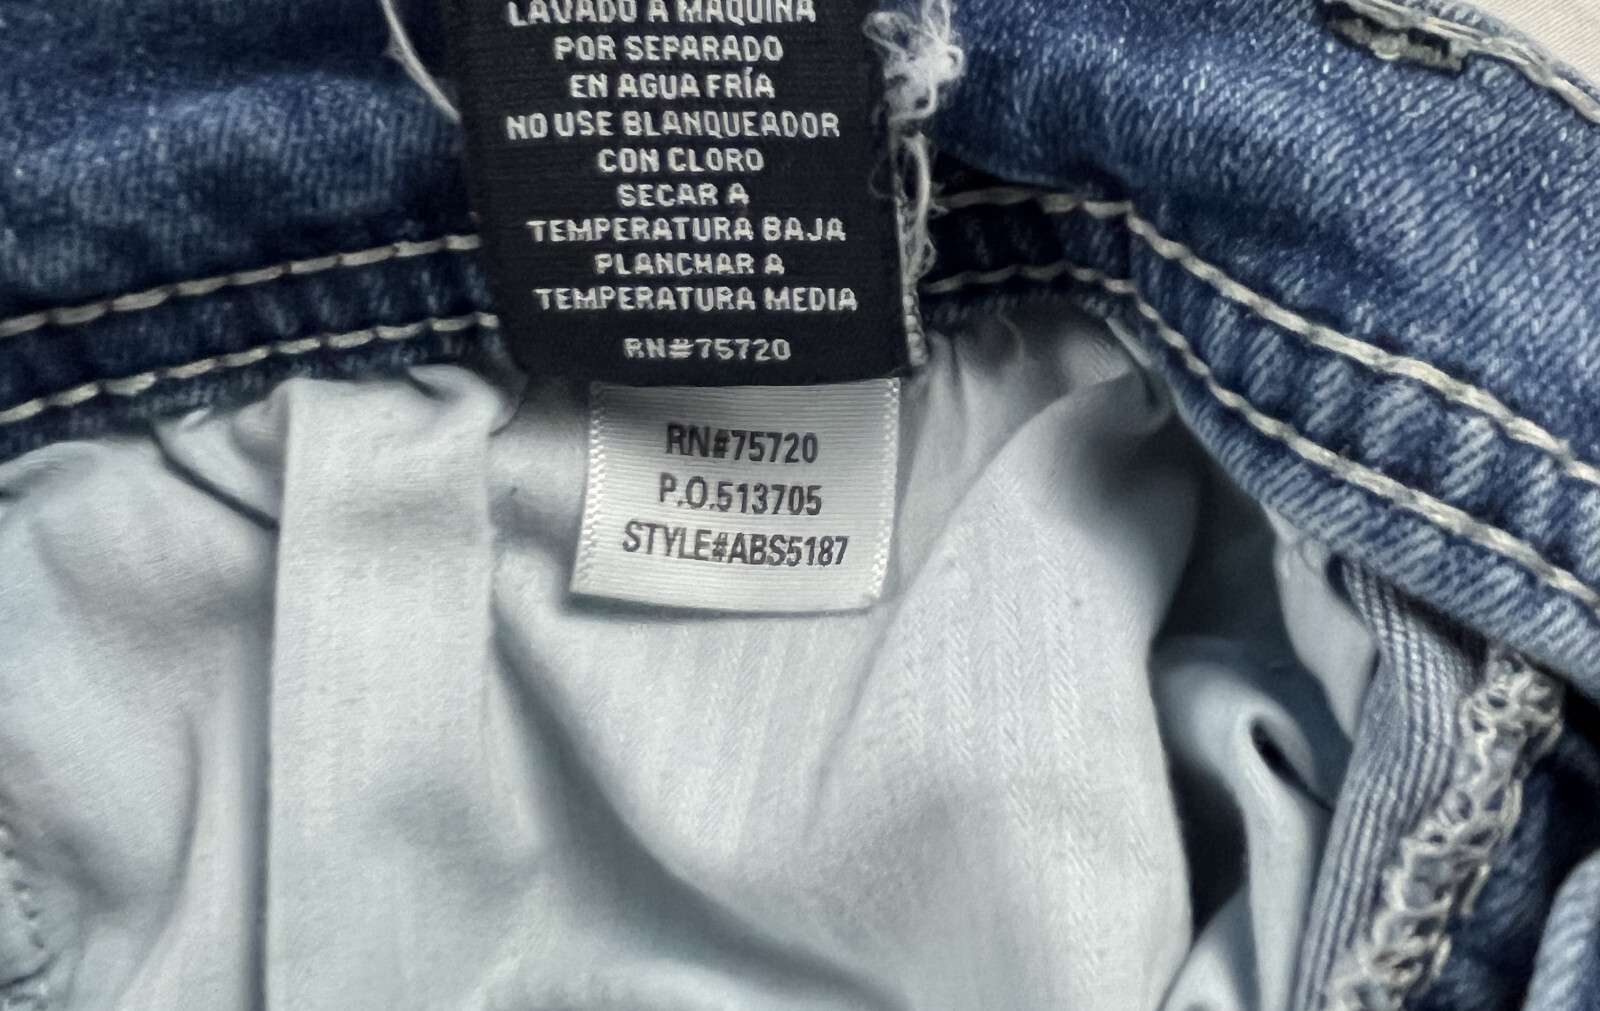 LAVADO A MÁQUINA
POR SEPARADO
EN AGUA FRÍA
NO USE BLANQUEADOR
CON CLORO
SECAR A
TEMPERATURA BAJA
PLANCHAR A
TEMPERATURA MEDIA
RN#75720
RN#75720
P.O.513705
STYLE#ABS5187